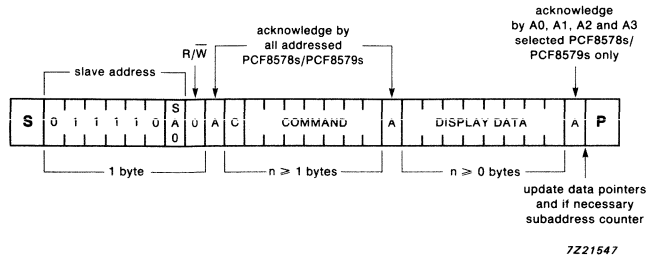 acknowledge
by A0, A1, A2 and A3
selected PCF8578s/
PCF8579s only
acknowledge by
all addressed
PCF8578s/PCF8579s
R/W̅
slave address
S 0 1 1 1 1 0 S A 0 0 A C COMMAND A DISPLAY DATA A P
1 byte
n ⩾ 1 bytes
n ⩾ 0 bytes
update data pointers
and if necessary
subaddress counter
7Z21547